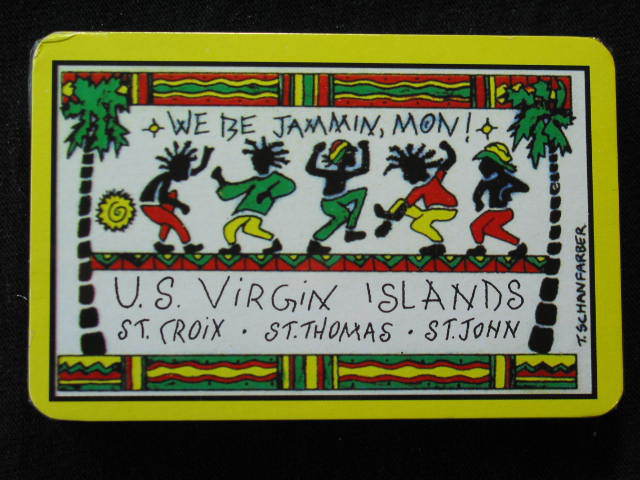 WE BE JAMMIN, MON!
U.S. VIRGIN ISLANDS
ST. CROIX · ST. THOMAS · ST. JOHN
T. SCHANFARBER